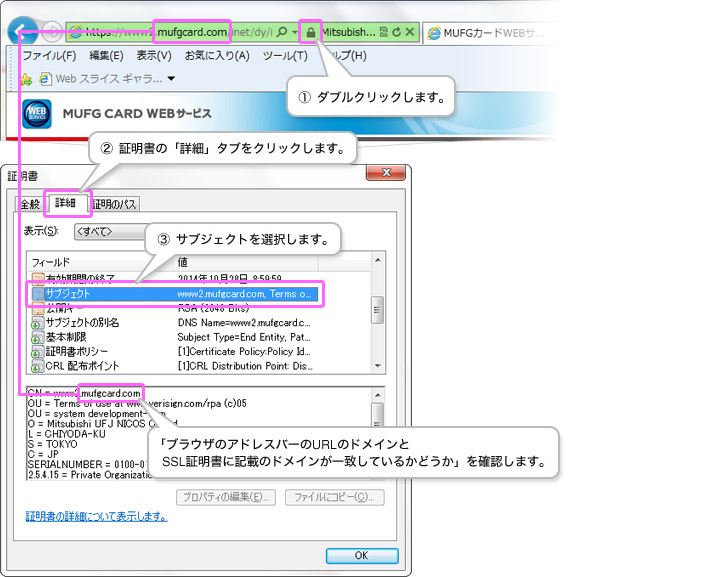 https://www2.mufgcard.com/inet/dy/i
Mitsubish...
MUFGカードWEBサ...
ファイル(F) 編集(E) 表示(V) お気に入り(A) ツール(T) ヘルプ(H)
Web スライス ギャラ...
① ダブルクリックします。
WEB
SERVICE
MUFG CARD WEBサービス
② 証明書の「詳細」タブをクリックします。
証明書
全般 詳細 証明のパス
表示(S): <すべて>
③ サブジェクトを選択します。
フィールド 値
有効期間の終了 2014年10月28日 8:59:59
サブジェクト www2.mufgcard.com, Terms o...
公開キー RSA (2048 Bits)
サブジェクトの別名 DNS Name=www2.mufgcard.c...
基本制限 Subject Type=End Entity, Pat...
証明書ポリシー [1]Certificate Policy:Policy Id...
CRL 配布ポイント [1]CRL Distribution Point: Dis...
CN = www2.mufgcard.com
OU = Terms of use at www.verisign.com/rpa (c)05
OU = system development-
O = Mitsubishi UFJ NICOS Co
L = CHIYODA-KU
S = TOKYO
C = JP
SERIALNUMBER = 0100-01
2.5.4.15 = Private Organizati
「ブラウザのアドレスバーのURLのドメインと
SSL証明書に記載のドメインが一致しているかどうか」を確認します。
プロパティの編集(E)... ファイルにコピー(C)...
証明書の詳細について表示します。
OK